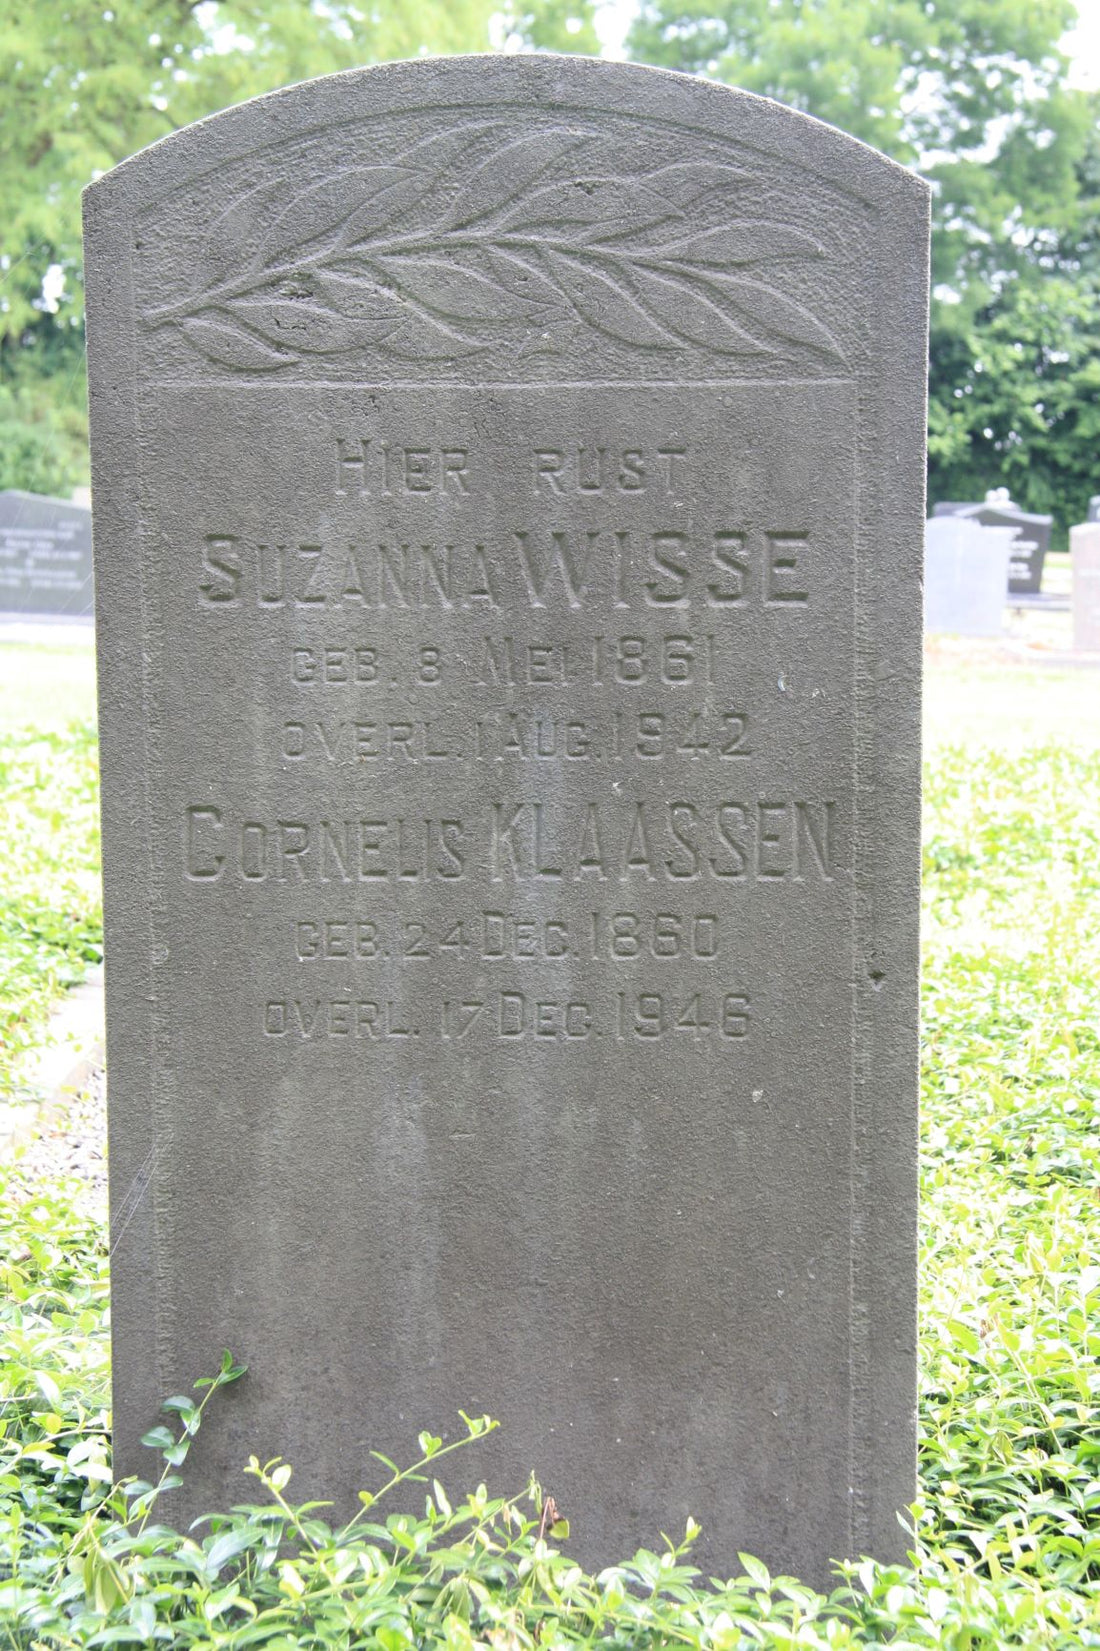 HIER RUST
SUZANNA WISSE
GEB. 8 MEI 1861
OVERL. 1 AUG. 1942
CORNELIS KLAASSEN
GEB. 24 DEC. 1860
OVERL. 17 DEC. 1946